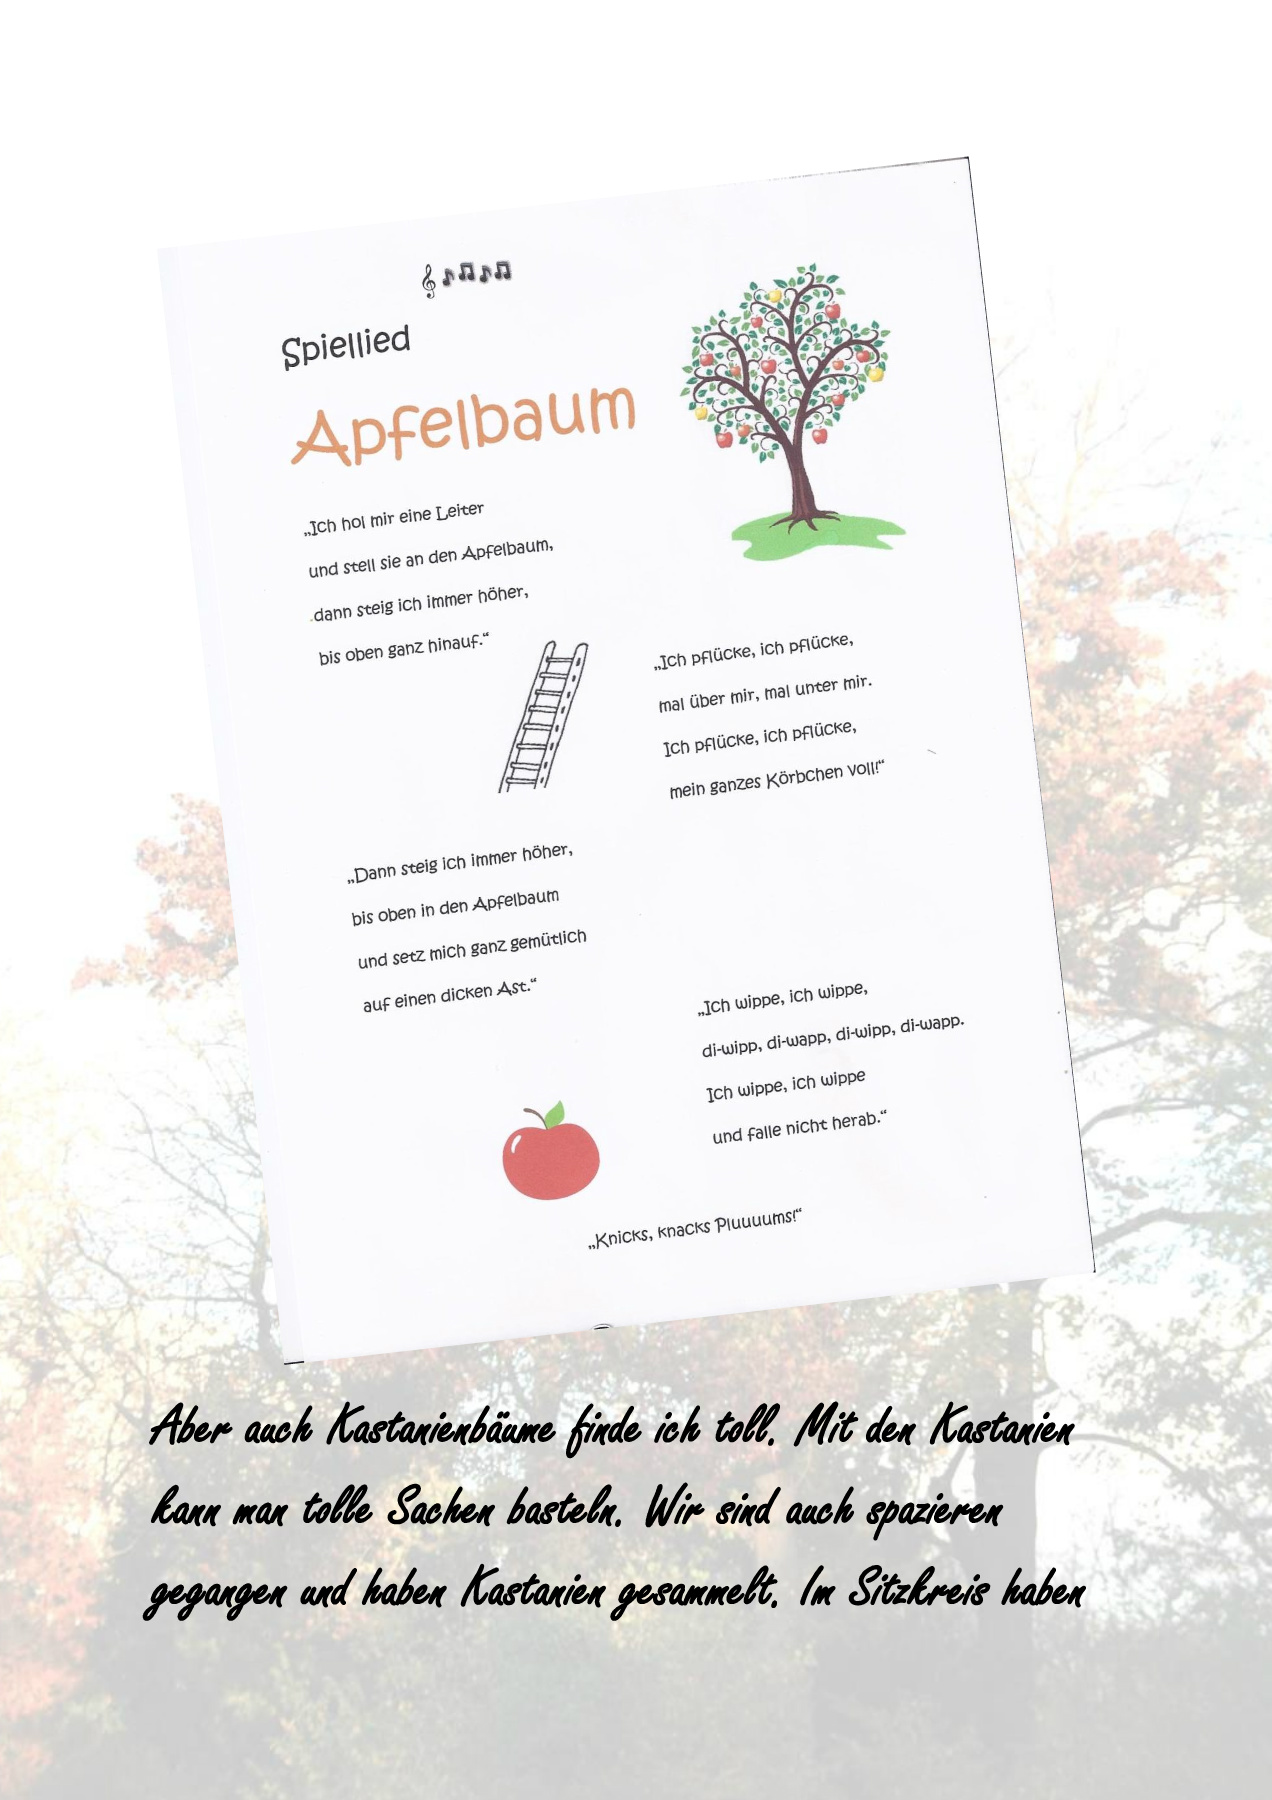 Spiellied
Apfelbaum
„Ich hol mir eine Leiter
und stell sie an den Apfelbaum,
dann steig ich immer höher,
bis oben ganz hinauf.“
„Ich pflücke, ich pflücke,
mal über mir, mal unter mir.
Ich pflücke, ich pflücke,
mein ganzes Körbchen voll!“
„Dann steig ich immer höher,
bis oben in den Apfelbaum
und setz mich ganz gemütlich
auf einen dicken Ast.“
„Ich wippe, ich wippe,
di-wipp, di-wapp, di-wipp, di-wapp.
Ich wippe, ich wippe
und falle nicht herab.“
„Knicks, knacks Pluuuums!“
Aber auch Kastanienbäume finde ich toll. Mit den Kastanien
kann man tolle Sachen basteln. Wir sind auch spazieren
gegangen und haben Kastanien gesammelt. Im Sitzkreis haben